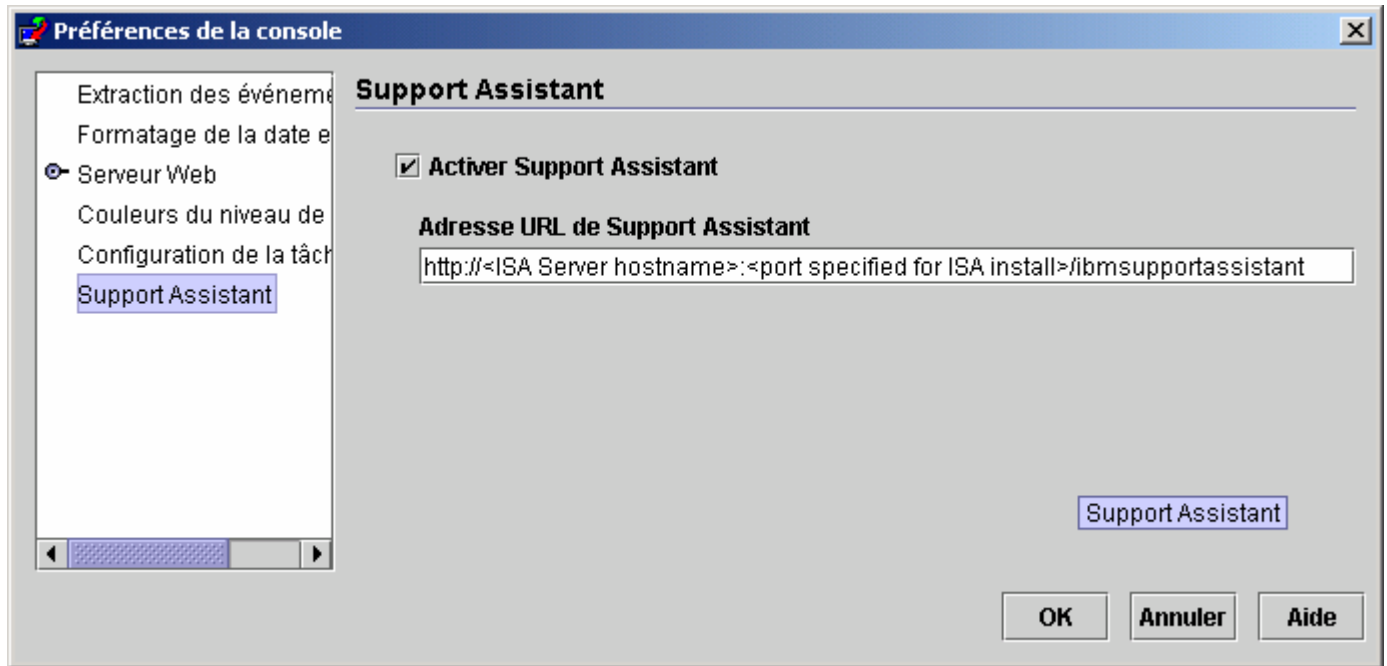 Préférences de la console
Extraction des événeme
Formatage de la date e
Serveur Web
Couleurs du niveau de
Configuration de la tâch
Support Assistant
Support Assistant
Activer Support Assistant
Adresse URL de Support Assistant
http://<ISA Server hostname>:<port specified for ISA install>/ibmsupportassistant
Support Assistant
OK Annuler Aide